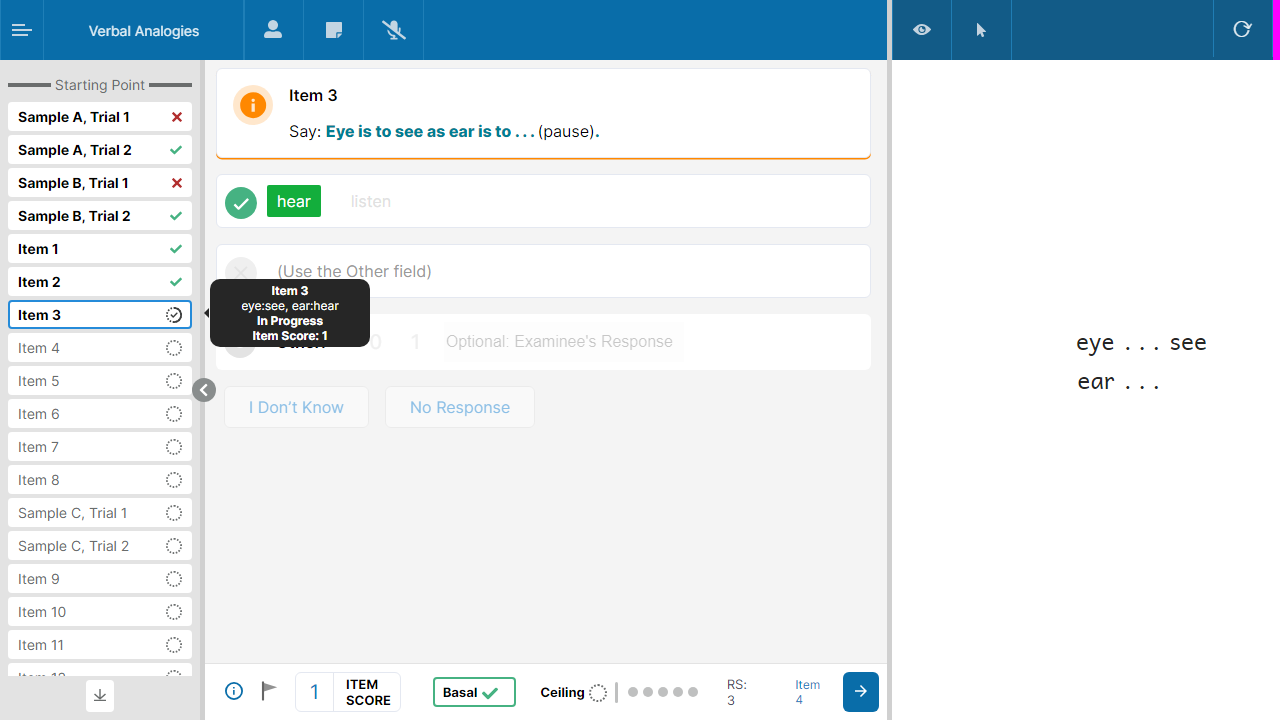 Verbal Analogies
Starting Point
Sample A, Trial 1
Sample A, Trial 2
Sample B, Trial 1
Sample B, Trial 2
Item 1
Item 2
Item 3
Item 4
Item 5
Item 6
Item 7
Item 8
Sample C, Trial 1
Sample C, Trial 2
Item 9
Item 10
Item 11
Item 12
Item 3
Say: Eye is to see as ear is to . . . (pause).
hear listen
(Use the Other field)
Item 3
eye:see, ear:hear
In Progress
Item Score: 1
0 1 Optional: Examinee's Response
I Don't Know No Response
1 ITEM SCORE
Basal
Ceiling
RS: 3
Item 4
eye . . . see
ear . . .